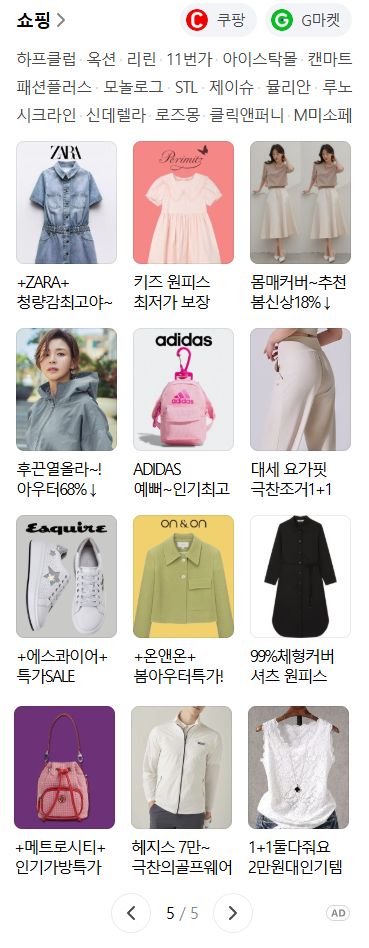 쇼핑 >
C 쿠팡
G G마켓
하프클럽 · 옥션 · 리린 · 11번가 · 아이스탁몰 · 캔마트
패션플러스 · 모놀로그 · STL · 제이슈 · 뮬리안 · 루노
시크라인 · 신데렐라 · 로즈몽 · 클릭앤퍼니 · M미소페
ZARA
Perimitz
+ZARA+
청량감최고야~
키즈 원피스
최저가 보장
몸매커버~추천
봄신상18%↓
adidas
adidas
후끈열올라~!
아우터68%↓
ADIDAS
예뻐~인기최고
대세 요가핏
극찬조거1+1
Esquire
on & on
+에스콰이어+
특가SALE
+온앤온+
봄아우터특가!
99%체형커버
셔츠 원피스
+메트로시티+
인기가방특가
헤지스 7만~
극찬의골프웨어
1+1둘다줘요
2만원대인기템
< 5 / 5 >
AD